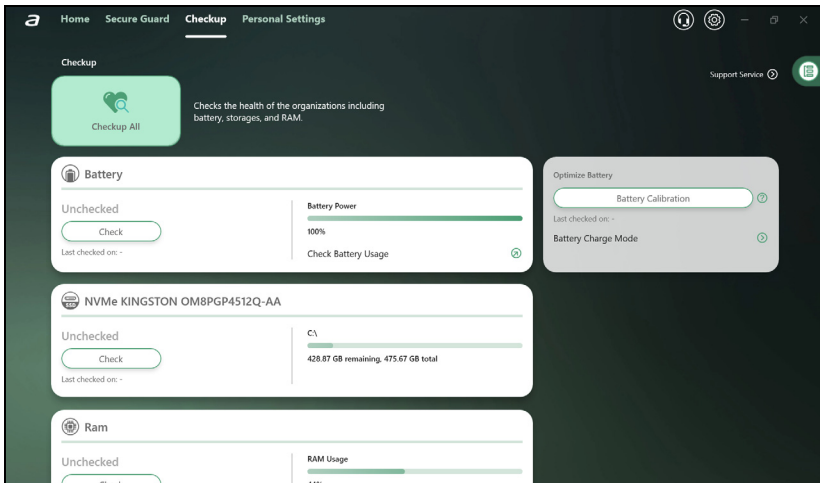 a Home Secure Guard Checkup Personal Settings
Checkup
Support Service
Checkup All
Checks the health of the organizations including
battery, storages, and RAM.
Battery
Unchecked
Check
Last checked on: -
Battery Power
100%
Check Battery Usage
Optimize Battery
Battery Calibration
?
Last checked on: -
Battery Charge Mode
SSD
NVMe KINGSTON OM8PGP4512Q-AA
Unchecked
Check
Last checked on: -
C:\
428.87 GB remaining, 475.67 GB total
Ram
Unchecked
RAM Usage